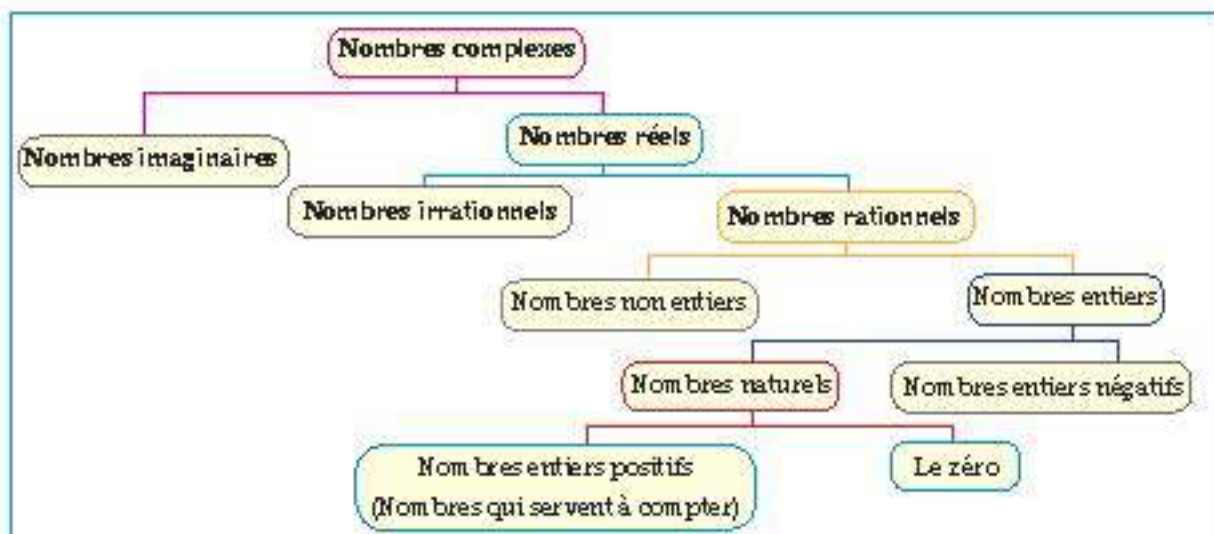 Nombres complexes
Nombres imaginaires
Nombres réels
Nombres irrationnels
Nombres rationnels
Nombres non entiers
Nombres entiers
Nombres naturels
Nombres entiers négatifs
Nombres entiers positifs
(Nombres qui servent à compter)
Le zéro